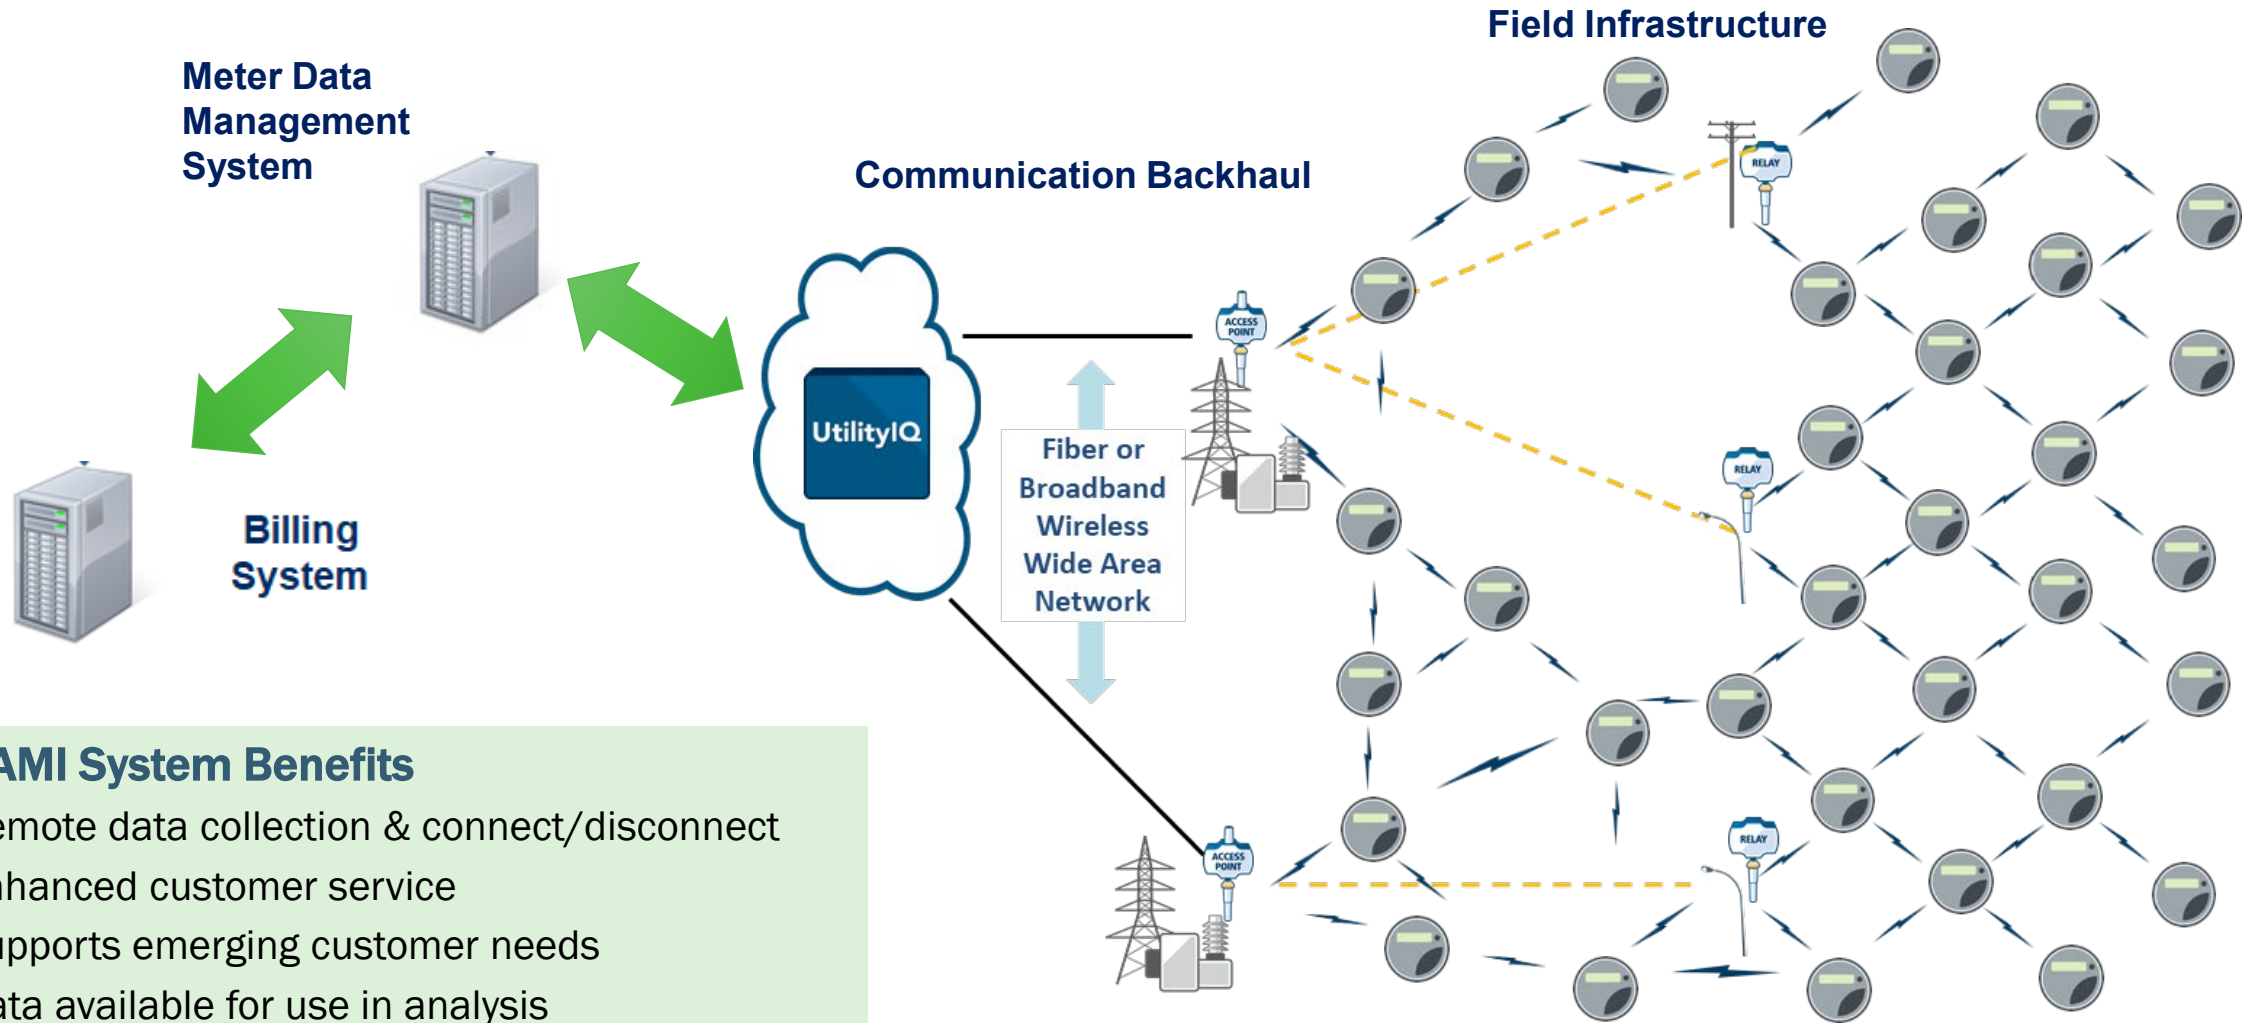 Field Infrastructure
Meter Data
Management
System
Communication Backhaul
RELAY
ACCESS
POINT
UtilityIQ
Fiber or
Broadband
Wireless
Wide Area
Network
RELAY
Billing
System
AMI System Benefits
emote data collection & connect/disconnect
nhanced customer service
upports emerging customer needs
ata available for use in analysis
ACCESS
POINT
RELAY